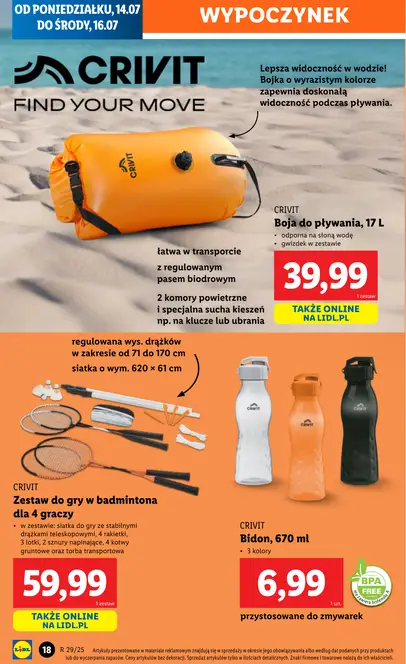 OD PONIEDZIAŁKU, 14.07
DO ŚRODY, 16.07
WYPOCZYNEK
CRIVIT
FIND YOUR MOVE
Lepsza widoczność w wodzie!
Bojka o wyrazistym kolorze
zapewnia doskonałą
widoczność podczas pływania.
CRIVIT
CRIVIT
Boja do pływania, 17 L
• odporna na słoną wodę
• gwizdek w zestawie
łatwa w transporcie
z regulowanym
pasem biodrowym
2 komory powietrzne
i specjalna sucha kieszeń
np. na klucze lub ubrania
39,99
1 zestaw
TAKŻE ONLINE
NA LIDL.PL
regulowana wys. drążków
w zakresie od 71 do 170 cm
siatka o wym. 620 × 61 cm
CRIVIT
Zestaw do gry w badmintona
dla 4 graczy
• w zestawie: siatka do gry ze stabilnymi
drążkami teleskopowymi, 4 rakietki,
3 lotki, 2 sznury napinające, 4 kotwy
gruntowe oraz torba transportowa
59,99
1 zestaw
TAKŻE ONLINE
NA LIDL.PL
CRIVIT
CRIVIT
CRIVIT
CRIVIT
Bidon, 670 ml
• 3 kolory
6,99
1 szt.
BPA
FREE
przystosowane do zmywarek
LIDL
18
R 29/25
Artykuły prezentowane w materiale reklamowym znajdują się w sprzedaży w okresie jego obowiązywania albo według dat podanych przy poszczególnych produktach
lub do wyczerpania zapasów. Ceny artykułów bez dekoracji. Sprzedaż artykułów tylko w ilościach detalicznych. Znaki firmowe i towarowe należą do ich właścicieli.